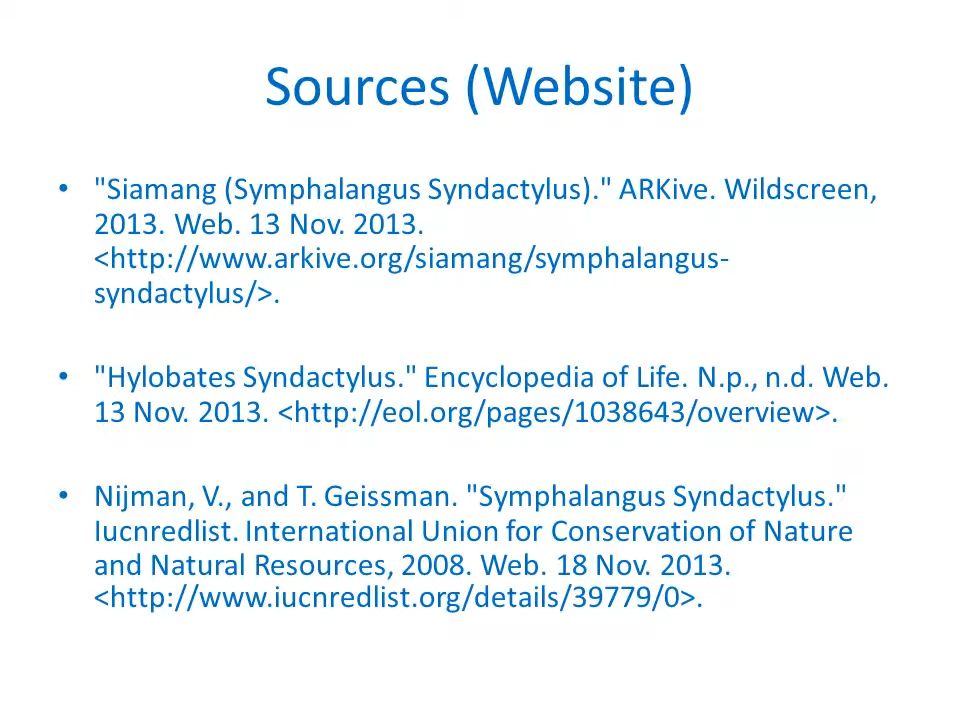 Sources (Website)
• "Siamang (Symphalangus Syndactylus)." ARKive. Wildscreen,
2013. Web. 13 Nov. 2013.
<http://www.arkive.org/siamang/symphalangus-
syndactylus/>.
• "Hylobates Syndactylus." Encyclopedia of Life. N.p., n.d. Web.
13 Nov. 2013. <http://eol.org/pages/1038643/overview>.
• Nijman, V., and T. Geissman. "Symphalangus Syndactylus."
Iucnredlist. International Union for Conservation of Nature
and Natural Resources, 2008. Web. 18 Nov. 2013.
<http://www.iucnredlist.org/details/39779/0>.